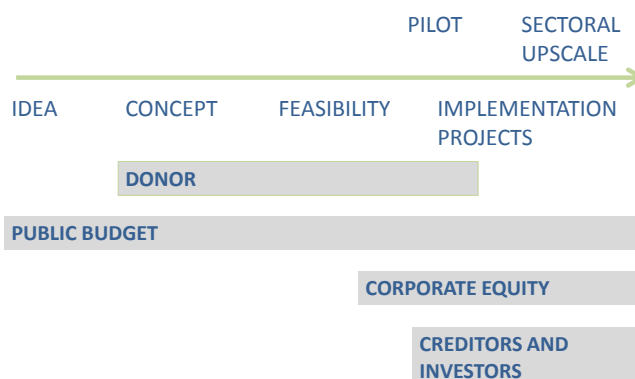 PILOT SECTORAL
UPSCALE
IDEA CONCEPT FEASIBILITY IMPLEMENTATION
PROJECTS
DONOR
PUBLIC BUDGET
CORPORATE EQUITY
CREDITORS AND
INVESTORS